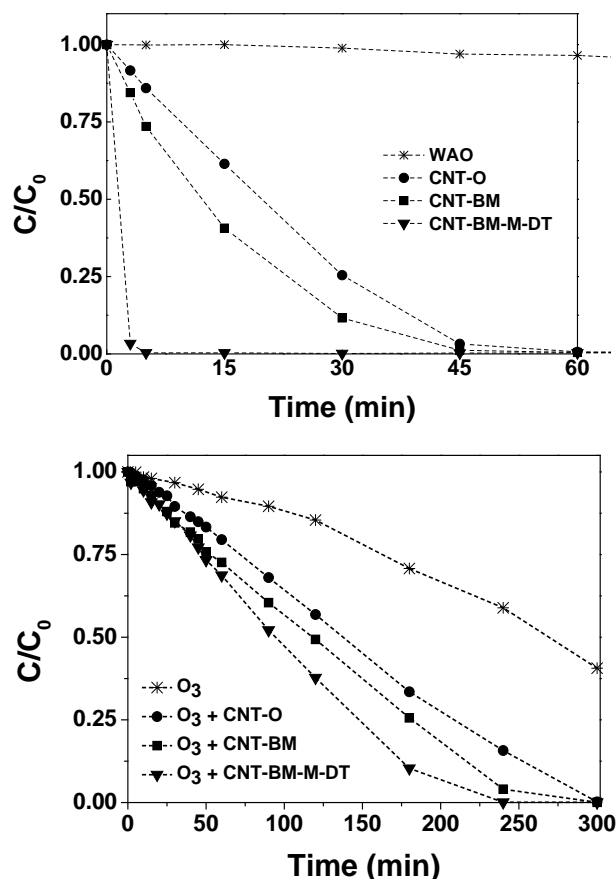 1.00
0.75
0.50
0.25
0.00
C/C0
WAO
CNT-O
CNT-BM
CNT-BM-M-DT
0 15 30 45 60
Time (min)
1.00
0.75
0.50
0.25
0.00
C/C0
O3
O3 + CNT-O
O3 + CNT-BM
O3 + CNT-BM-M-DT
0 50 100 150 200 250 300
Time (min)